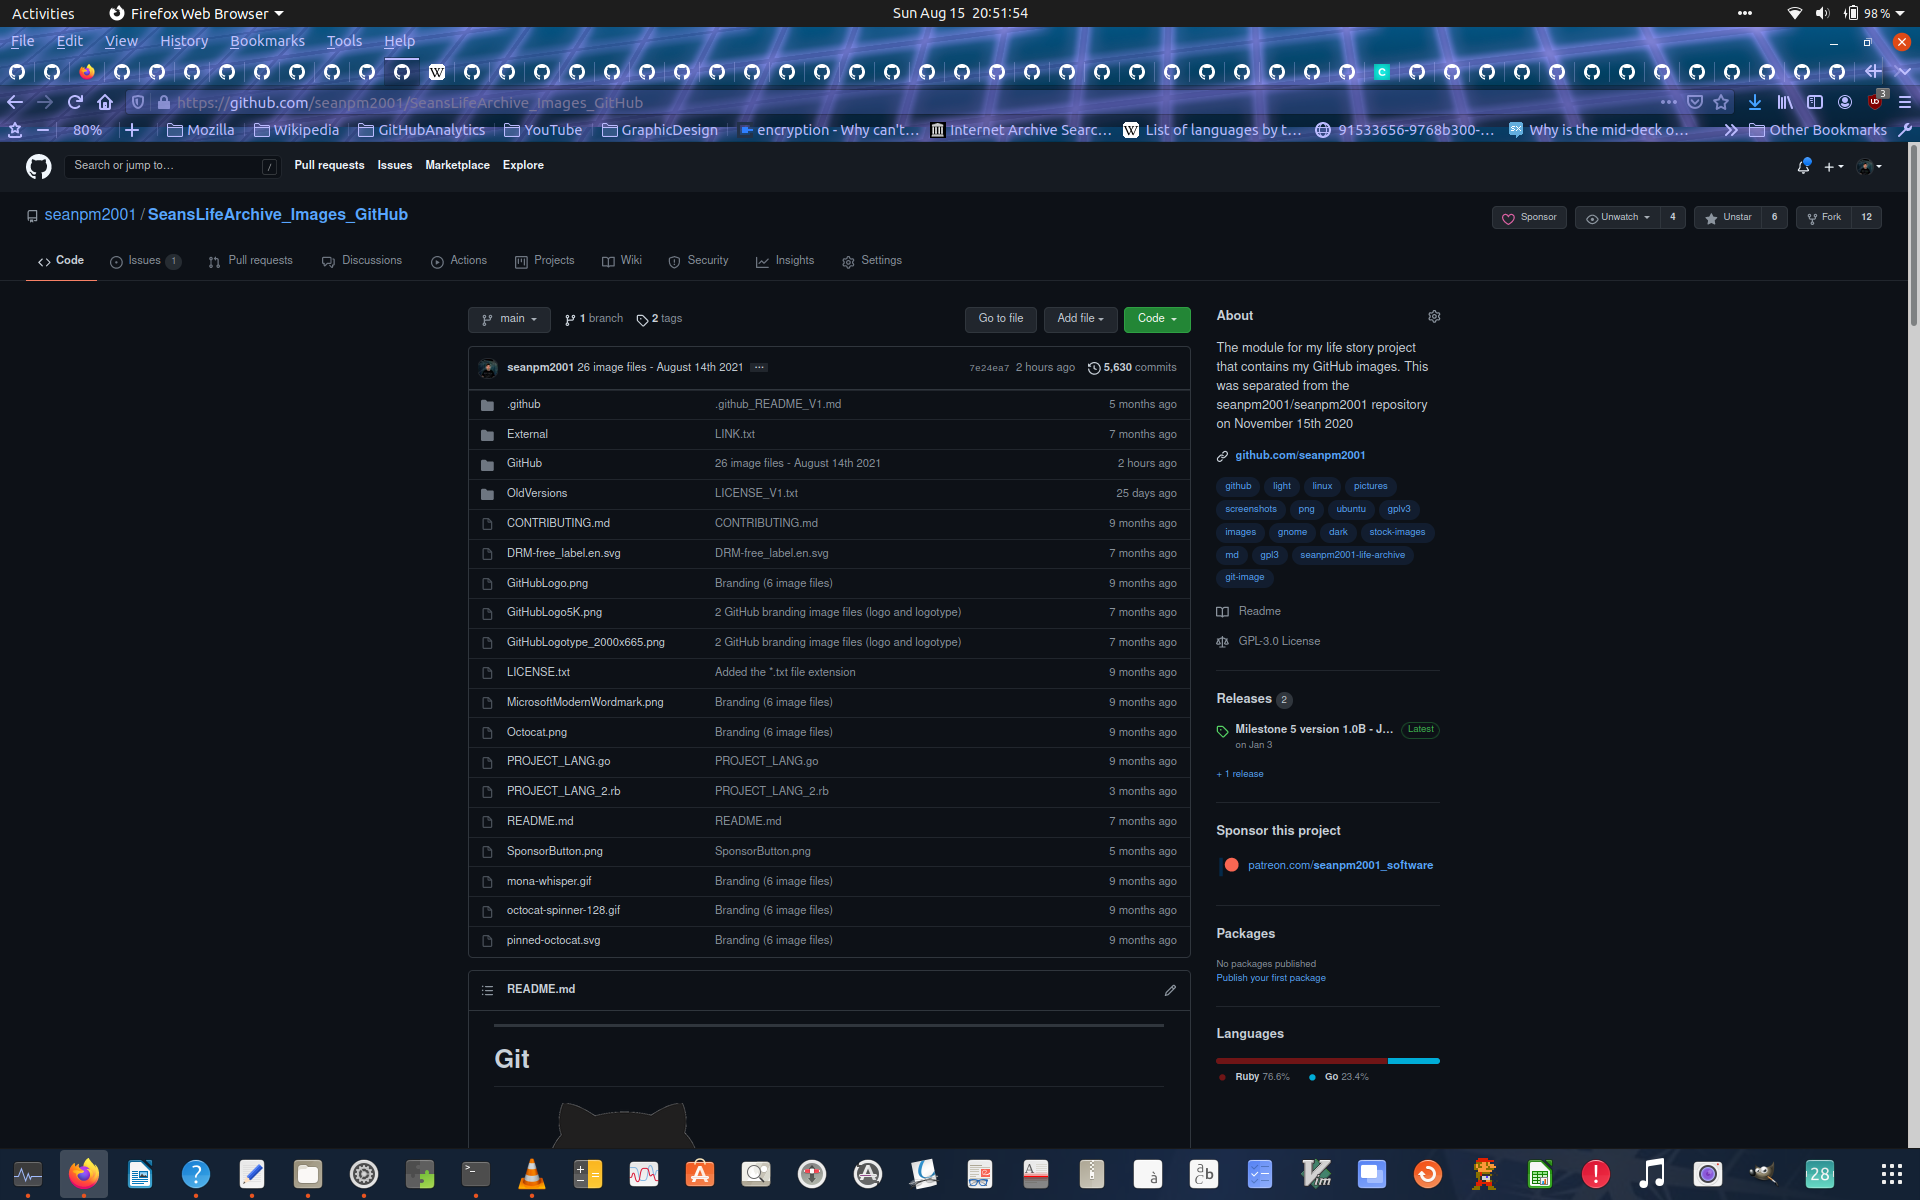 Activities Firefox Web Browser Sun Aug 15 20:51:54 98 %
File Edit View History Bookmarks Tools Help
https://github.com/seanpm2001/SeansLifeArchive_Images_GitHub 3
80% Mozilla Wikipedia GitHubAnalytics YouTube GraphicDesign encryption - Why can't… Internet Archive Searc… List of languages by t… 91533656-9768b300-… Why is the mid-deck o… Other Bookmarks
Search or jump to… / Pull requests Issues Marketplace Explore
seanpm2001 / SeansLifeArchive_Images_GitHub Sponsor Unwatch 4 Unstar 6 Fork 12
Code Issues 1 Pull requests Discussions Actions Projects Wiki Security Insights Settings
main 1 branch 2 tags Go to file Add file Code
seanpm2001 26 image files - August 14th 2021 ... 7e24ea7 2 hours ago 5,630 commits
.github .github_README_V1.md 5 months ago
External LINK.txt 7 months ago
GitHub 26 image files - August 14th 2021 2 hours ago
OldVersions LICENSE_V1.txt 25 days ago
CONTRIBUTING.md CONTRIBUTING.md 9 months ago
DRM-free_label.en.svg DRM-free_label.en.svg 7 months ago
GitHubLogo.png Branding (6 image files) 9 months ago
GitHubLogo5K.png 2 GitHub branding image files (logo and logotype) 7 months ago
GitHubLogotype_2000x665.png 2 GitHub branding image files (logo and logotype) 7 months ago
LICENSE.txt Added the *.txt file extension 9 months ago
MicrosoftModernWordmark.png Branding (6 image files) 9 months ago
Octocat.png Branding (6 image files) 9 months ago
PROJECT_LANG.go PROJECT_LANG.go 9 months ago
PROJECT_LANG_2.rb PROJECT_LANG_2.rb 3 months ago
README.md README.md 7 months ago
SponsorButton.png SponsorButton.png 5 months ago
mona-whisper.gif Branding (6 image files) 9 months ago
octocat-spinner-128.gif Branding (6 image files) 9 months ago
pinned-octocat.svg Branding (6 image files) 9 months ago
README.md
Git
About
The module for my life story project
that contains my GitHub images. This
was separated from the
seanpm2001/seanpm2001 repository
on November 15th 2020
github.com/seanpm2001
github light linux pictures
screenshots png ubuntu gplv3
images gnome dark stock-images
md gpl3 seanpm2001-life-archive
git-image
Readme
GPL-3.0 License
Releases 2
Milestone 5 version 1.0B - J… Latest
on Jan 3
+ 1 release
Sponsor this project
patreon.com/seanpm2001_software
Packages
No packages published
Publish your first package
Languages
Ruby 76.6% Go 23.4%
28